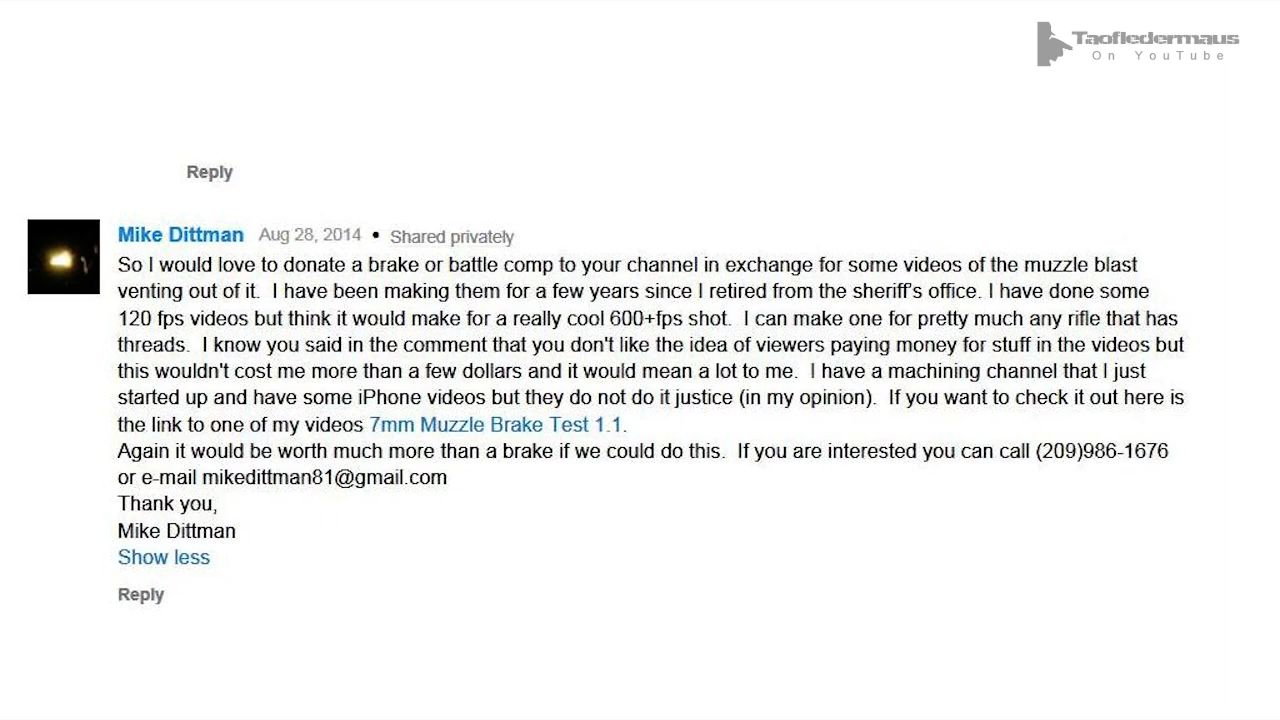 Taofledermaus
On YouTube
Reply
Mike Dittman Aug 28, 2014 • Shared privately
So I would love to donate a brake or battle comp to your channel in exchange for some videos of the muzzle blast
venting out of it.  I have been making them for a few years since I retired from the sheriff's office. I have done some
120 fps videos but think it would make for a really cool 600+fps shot.  I can make one for pretty much any rifle that has
threads.  I know you said in the comment that you don't like the idea of viewers paying money for stuff in the videos but
this wouldn't cost me more than a few dollars and it would mean a lot to me.  I have a machining channel that I just
started up and have some iPhone videos but they do not do it justice (in my opinion).  If you want to check it out here is
the link to one of my videos 7mm Muzzle Brake Test 1.1.
Again it would be worth much more than a brake if we could do this.  If you are interested you can call (209)986-1676
or e-mail mikedittman81@gmail.com
Thank you,
Mike Dittman
Show less
Reply